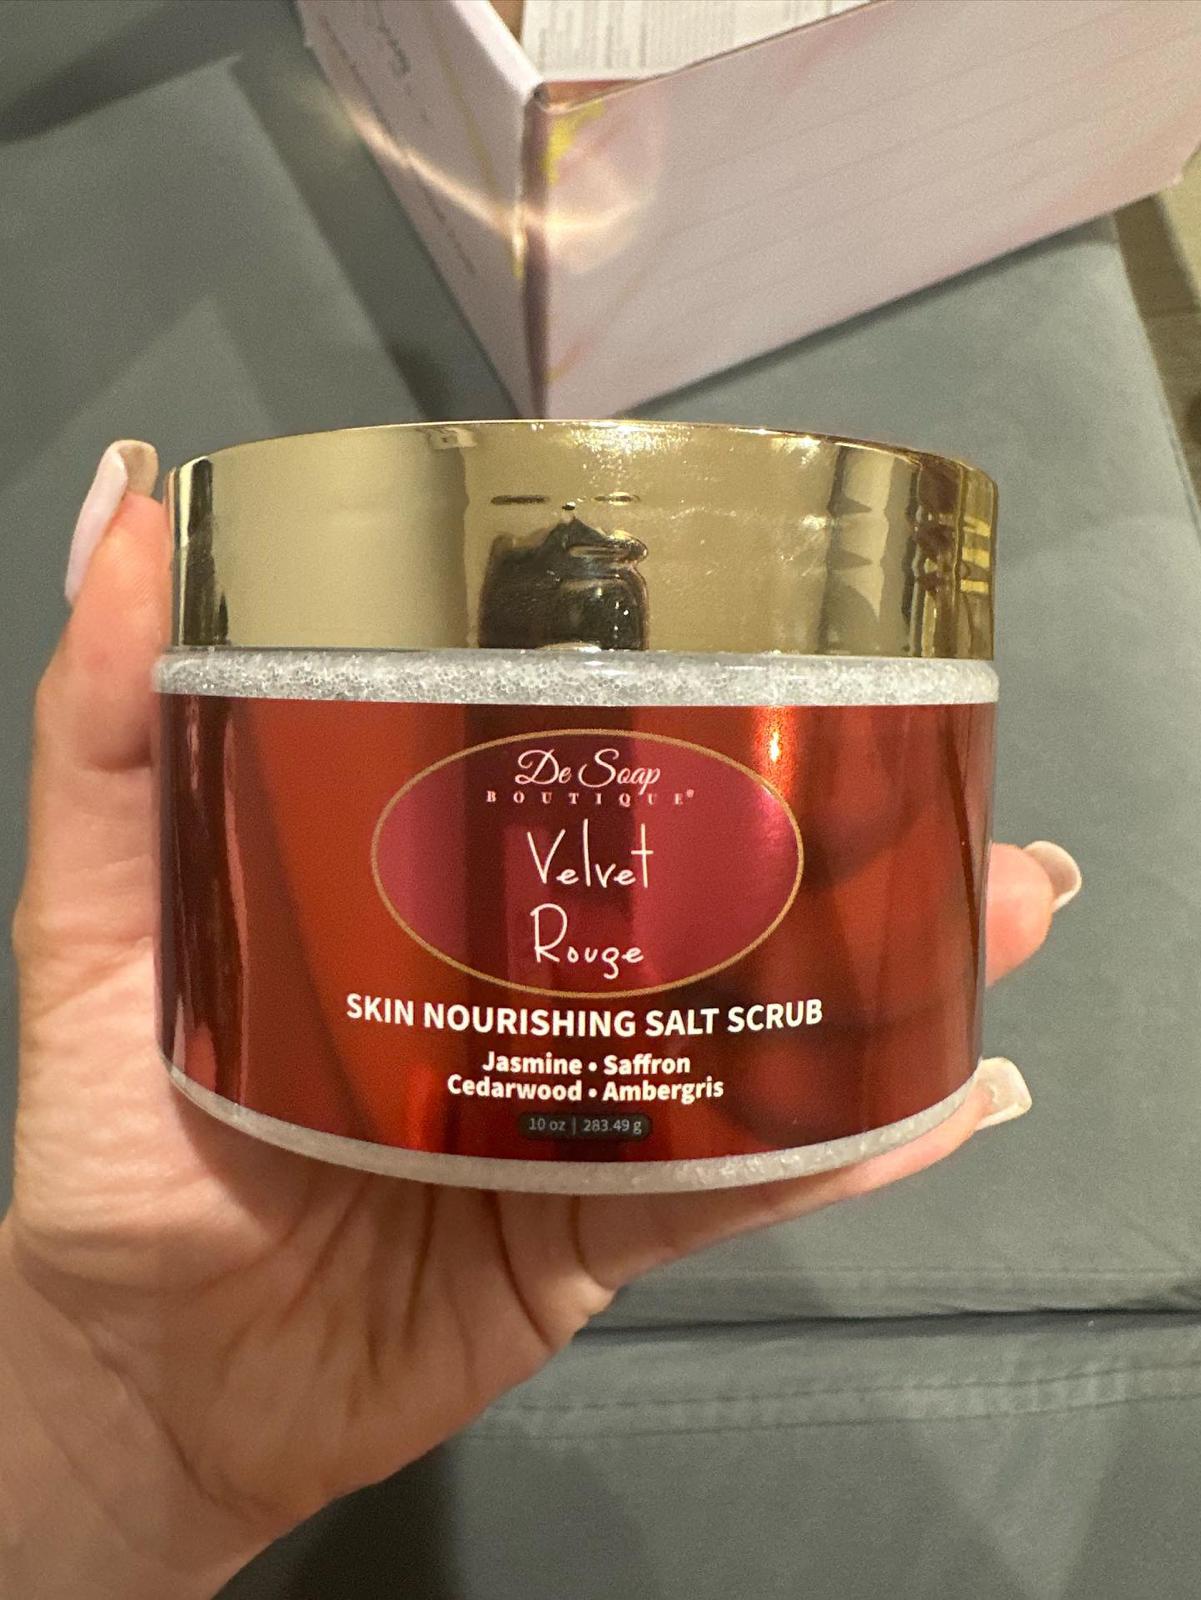 De Soap
BOUTIQUE®
Velvet
Rouge
SKIN NOURISHING SALT SCRUB
Jasmine • Saffron
Cedarwood • Ambergris
10 oz | 283.49 g